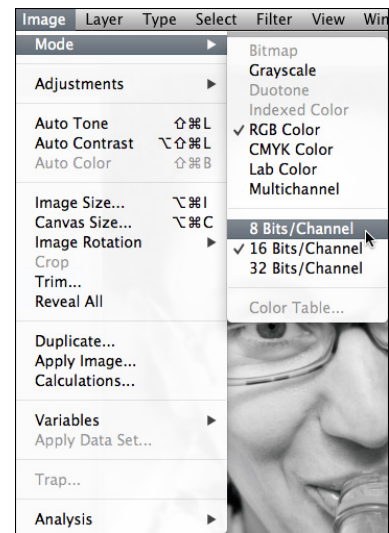 Image Layer Type Select Filter View Win
Mode
Adjustments
Auto Tone ⇧⌘L
Auto Contrast ⌥⇧⌘L
Auto Color ⇧⌘B
Image Size... ⌥⌘I
Canvas Size... ⌥⌘C
Image Rotation
Crop
Trim...
Reveal All
Duplicate...
Apply Image...
Calculations...
Variables
Apply Data Set...
Trap...
Analysis
Bitmap
Grayscale
Duotone
Indexed Color
✓ RGB Color
CMYK Color
Lab Color
Multichannel
8 Bits/Channel
✓ 16 Bits/Channel
32 Bits/Channel
Color Table...